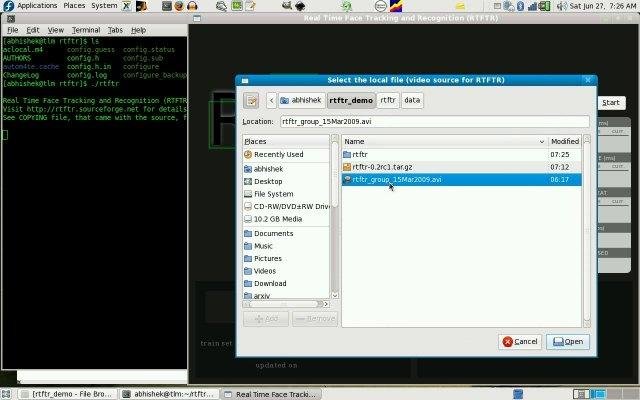 Applications Places System
Sat Jun 27, 7:26 AM
Real Time Face Tracking and Recognition (RTFTR)
File Edit View Terminal Tabs Help
[abhishek@tlm rtftr]$ ls
aclocal.m4 config.guess config.status
AUTHORS config.h config.sub
autom4te.cache config.h.in configure
ChangeLog config.log configure_backup
[abhishek@tlm rtftr]$ ./rtftr
Real Time Face Tracking and Recognition (RTFTR
Visit http://rtftr.sourceforge.net for details
See COPYING file, that came with the source, f
Select the local file (video source for RTFTR)
abhishek rtftr_demo rtftr data
Start
Location: rtftr_group_15Mar2009.avi
Places
Name Modified
Recently Used
rtftr 07:25
abhishek
rtftr-0.2rc1.tar.gz 07:12
Desktop
rtftr_group_15Mar2009.avi 06:17
File System
CD-RW/DVD±RW Drive
10.2 GB Media
Documents
Music
Pictures
Videos
Download
arxiv
Add Remove
Cancel Open
train set
updated on
[rtftr_demo - File Bro...
abhishek@tlm:~/rtftr...
Real Time Face Tracki...